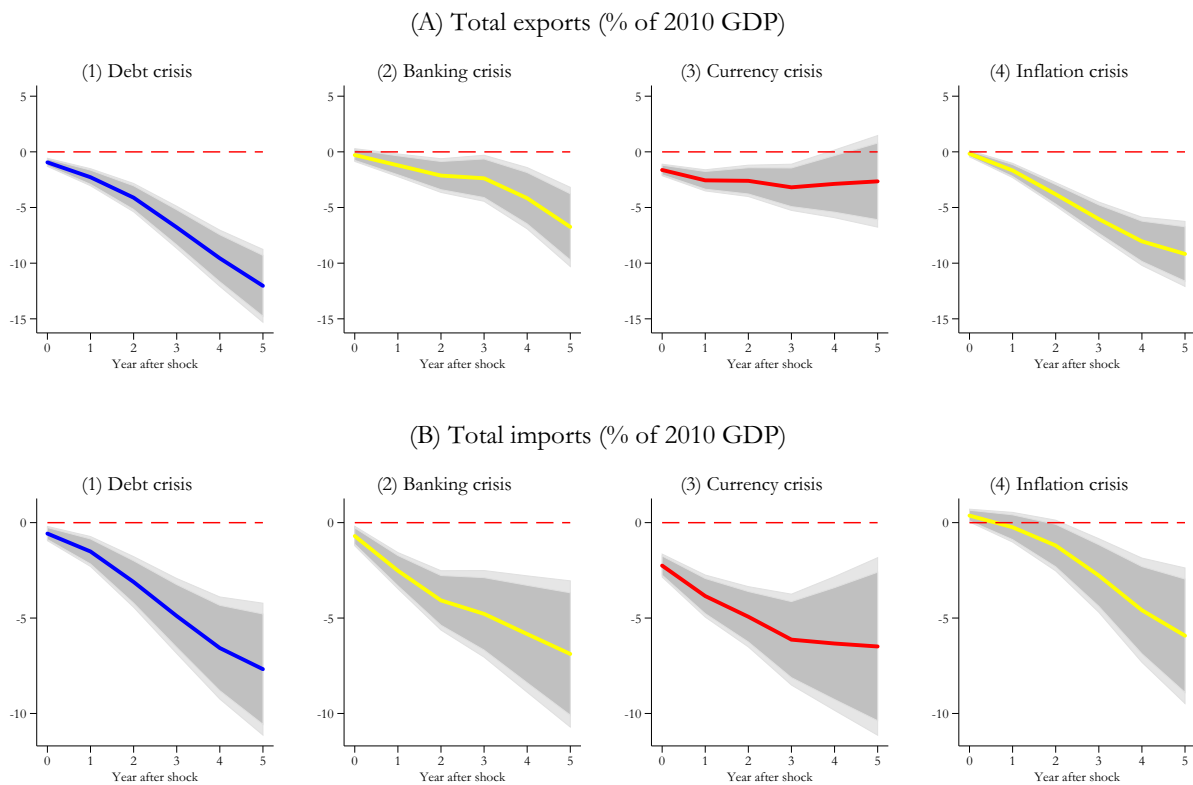 (A) Total exports (% of 2010 GDP)
(1) Debt crisis
5
0
-5
-10
-15
0 1 2 3 4 5
Year after shock
(2) Banking crisis
5
0
-5
-10
-15
0 1 2 3 4 5
Year after shock
(3) Currency crisis
5
0
-5
-10
-15
0 1 2 3 4 5
Year after shock
(4) Inflation crisis
5
0
-5
-10
-15
0 1 2 3 4 5
Year after shock
(B) Total imports (% of 2010 GDP)
(1) Debt crisis
0
-5
-10
0 1 2 3 4 5
Year after shock
(2) Banking crisis
0
-5
-10
0 1 2 3 4 5
Year after shock
(3) Currency crisis
0
-5
-10
0 1 2 3 4 5
Year after shock
(4) Inflation crisis
0
-5
-10
0 1 2 3 4 5
Year after shock